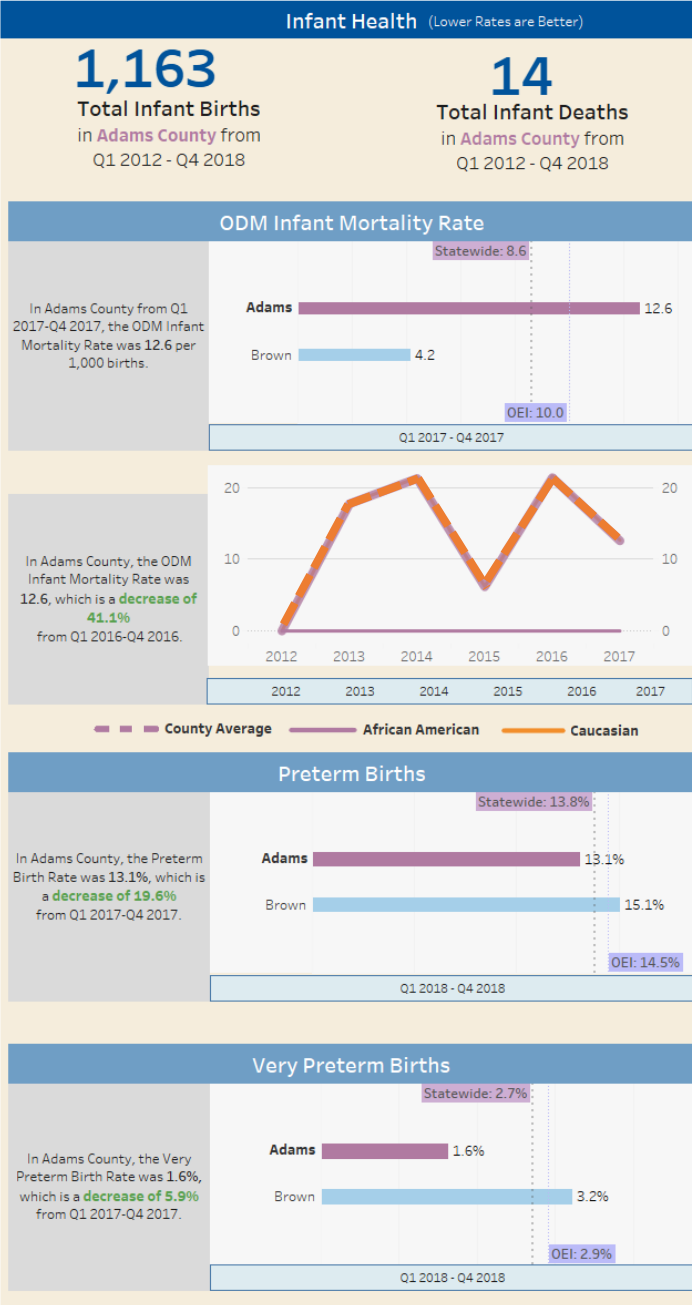 Infant Health (Lower Rates are Better)
1,163
Total Infant Births
in Adams County from
Q1 2012 - Q4 2018
14
Total Infant Deaths
in Adams County from
Q1 2012 - Q4 2018
ODM Infant Mortality Rate
In Adams County from Q1
2017-Q4 2017, the ODM Infant
Mortality Rate was 12.6 per
1,000 births.
Statewide: 8.6
Adams 12.6
Brown 4.2
OEI: 10.0
Q1 2017 - Q4 2017
In Adams County, the ODM
Infant Mortality Rate was
12.6, which is a decrease of
41.1%
from Q1 2016-Q4 2016.
20 20
10 10
0 0
2012 2013 2014 2015 2016 2017
2012 2013 2014 2015 2016 2017
County Average African American Caucasian
Preterm Births
In Adams County, the Preterm
Birth Rate was 13.1%, which is
a decrease of 19.6%
from Q1 2017-Q4 2017.
Statewide: 13.8%
Adams 13.1%
Brown 15.1%
OEI: 14.5%
Q1 2018 - Q4 2018
Very Preterm Births
In Adams County, the Very
Preterm Birth Rate was 1.6%,
which is a decrease of 5.9%
from Q1 2017-Q4 2017.
Statewide: 2.7%
Adams 1.6%
Brown 3.2%
OEI: 2.9%
Q1 2018 - Q4 2018